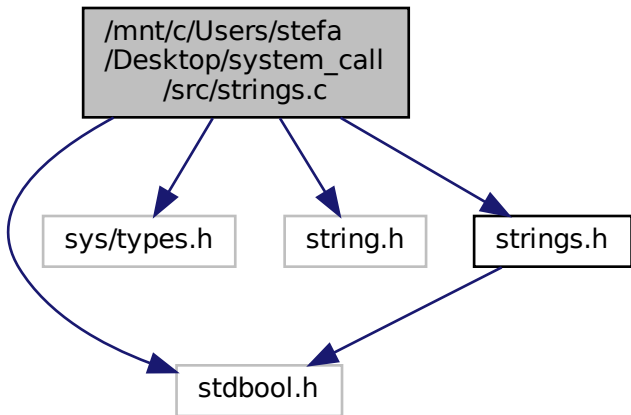 /mnt/c/Users/stefa
/Desktop/system_call
/src/strings.c
sys/types.h
string.h
strings.h
stdbool.h